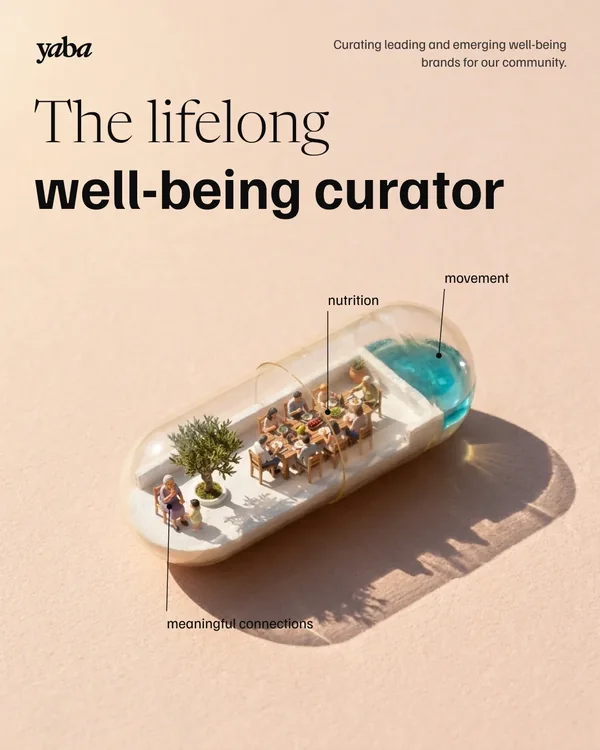 yaba
Curating leading and emerging well-being
brands for our community.
The lifelong
well-being curator
movement
nutrition
meaningful connections